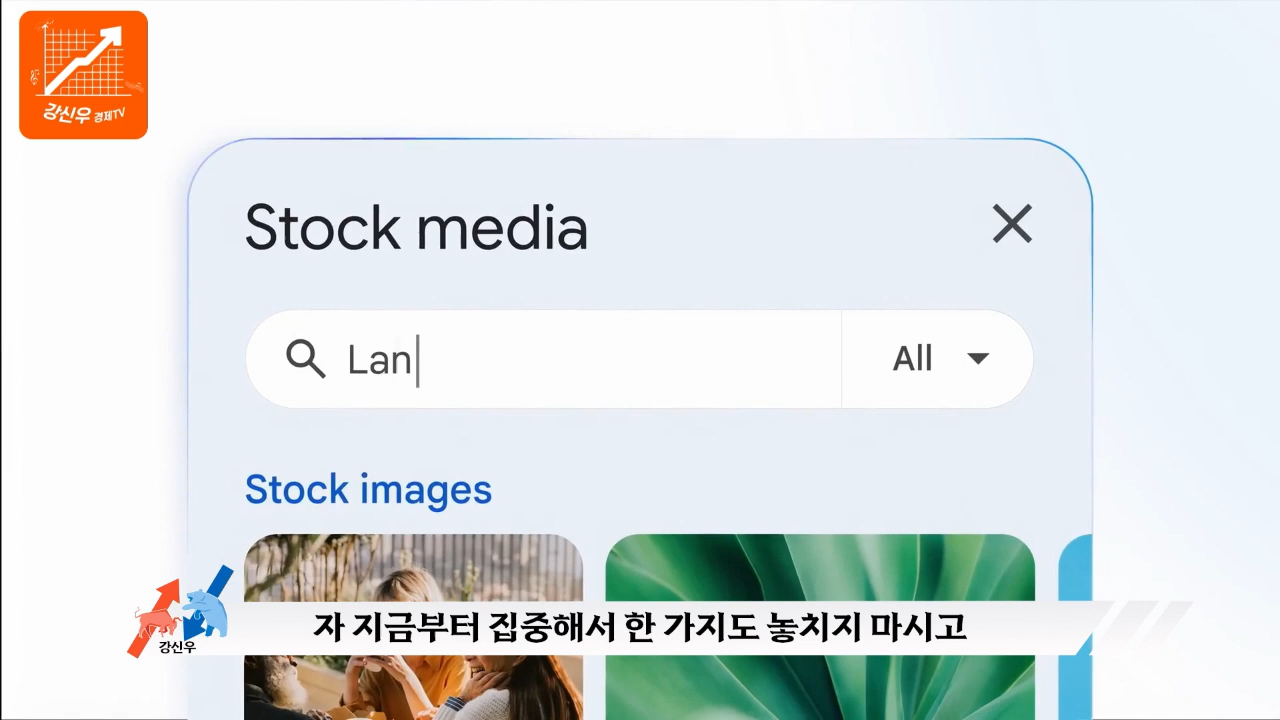 강신우 경제TV
Stock media
Lan
All
Stock images
자 지금부터 집중해서 한 가지도 놓치지 마시고
강신우